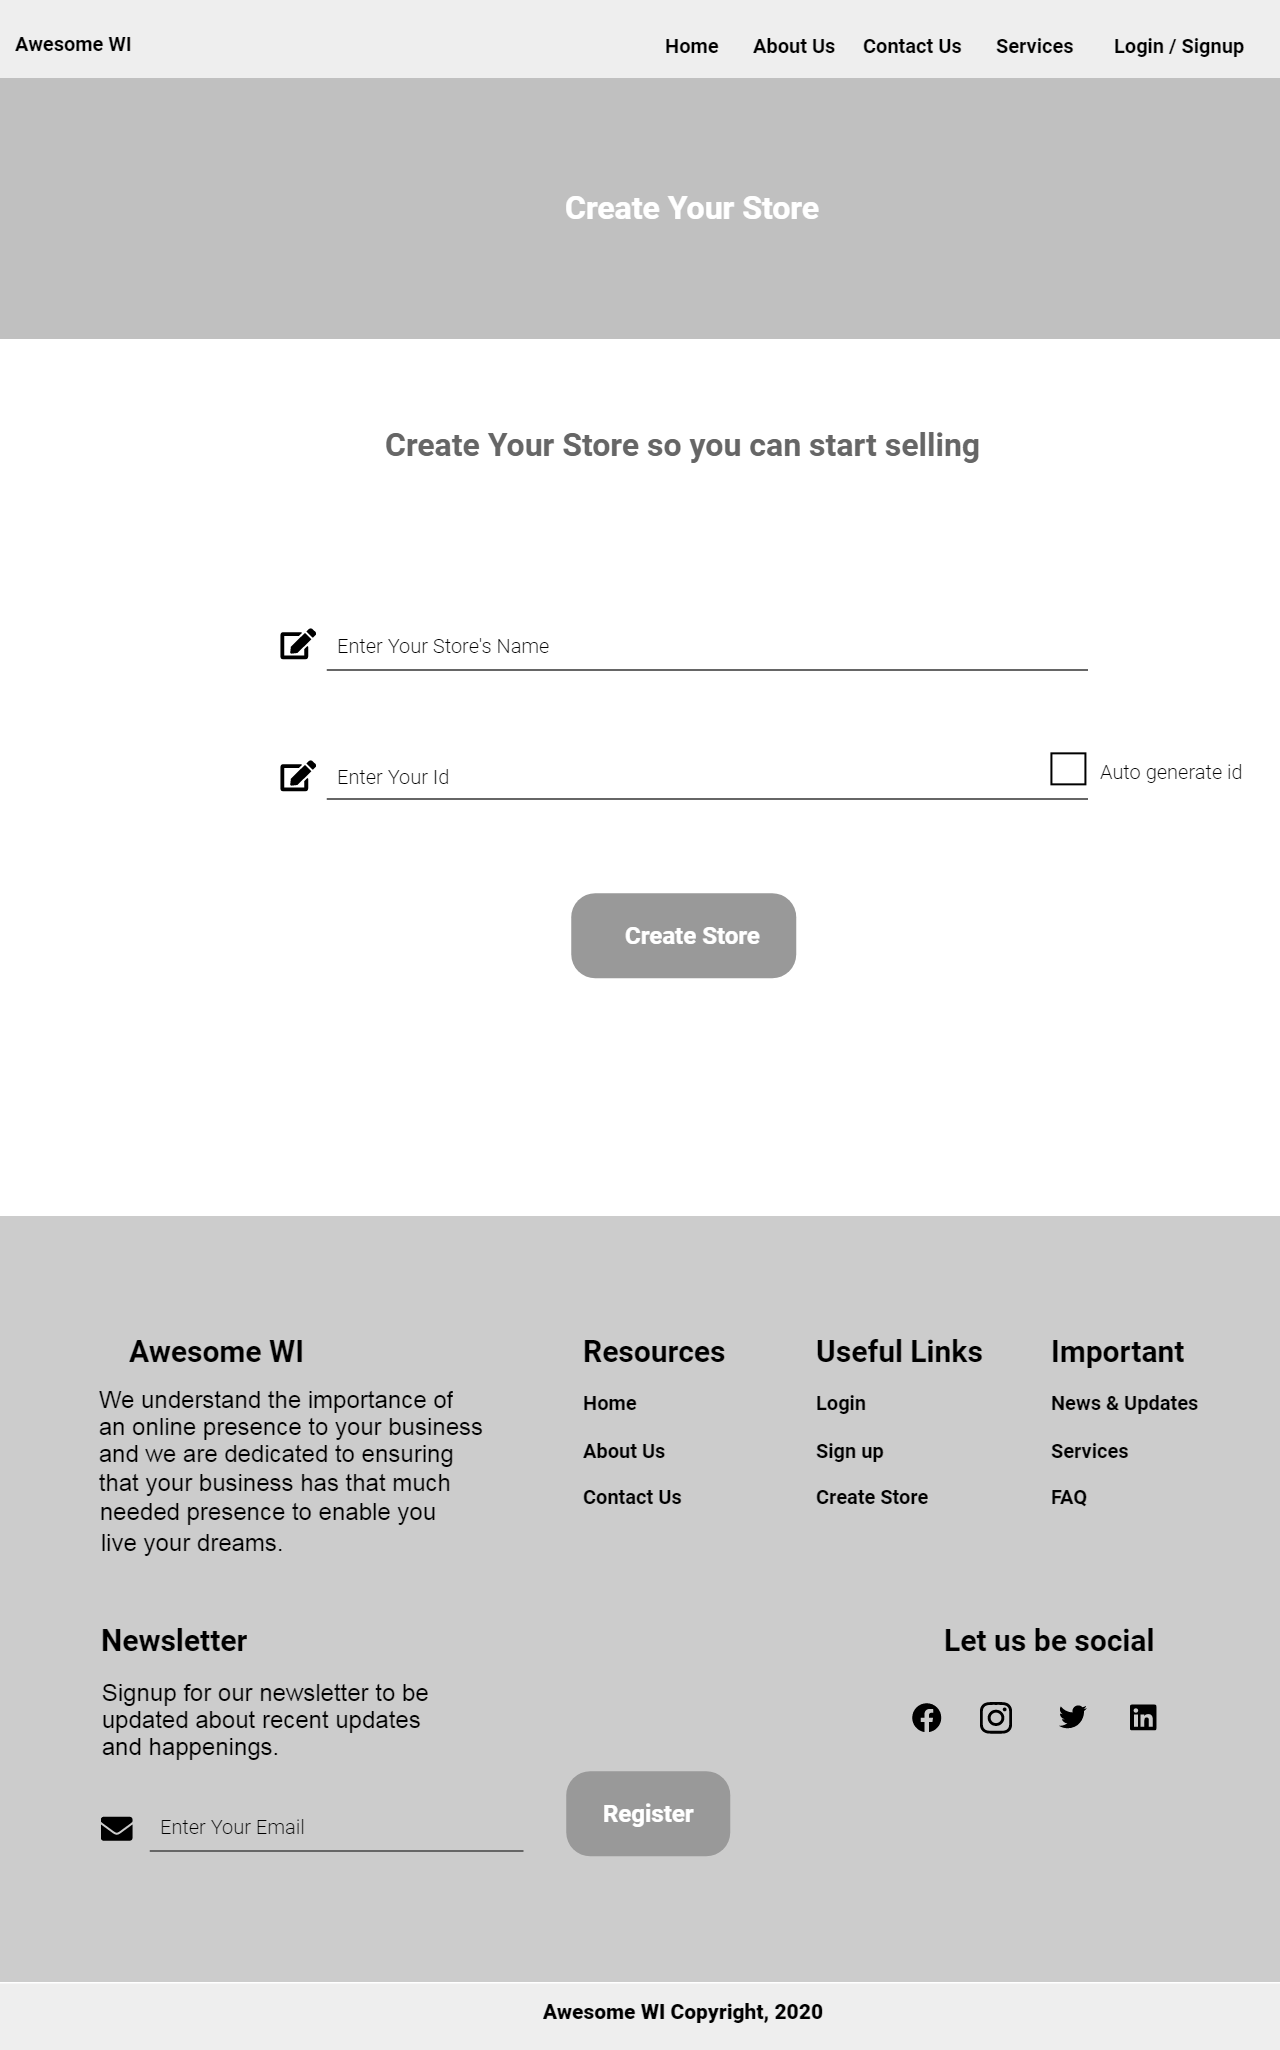 Awesome WI
Home About Us Contact Us Services Login / Signup
Create Your Store
Create Your Store so you can start selling
Enter Your Store's Name
Enter Your Id
Auto generate id
Create Store
Awesome WI
We understand the importance of
an online presence to your business
and we are dedicated to ensuring
that your business has that much
needed presence to enable you
live your dreams.
Resources
Home
About Us
Contact Us
Useful Links
Login
Sign up
Create Store
Important
News & Updates
Services
FAQ
Newsletter
Signup for our newsletter to be
updated about recent updates
and happenings.
Enter Your Email
Register
Let us be social
Awesome WI Copyright, 2020